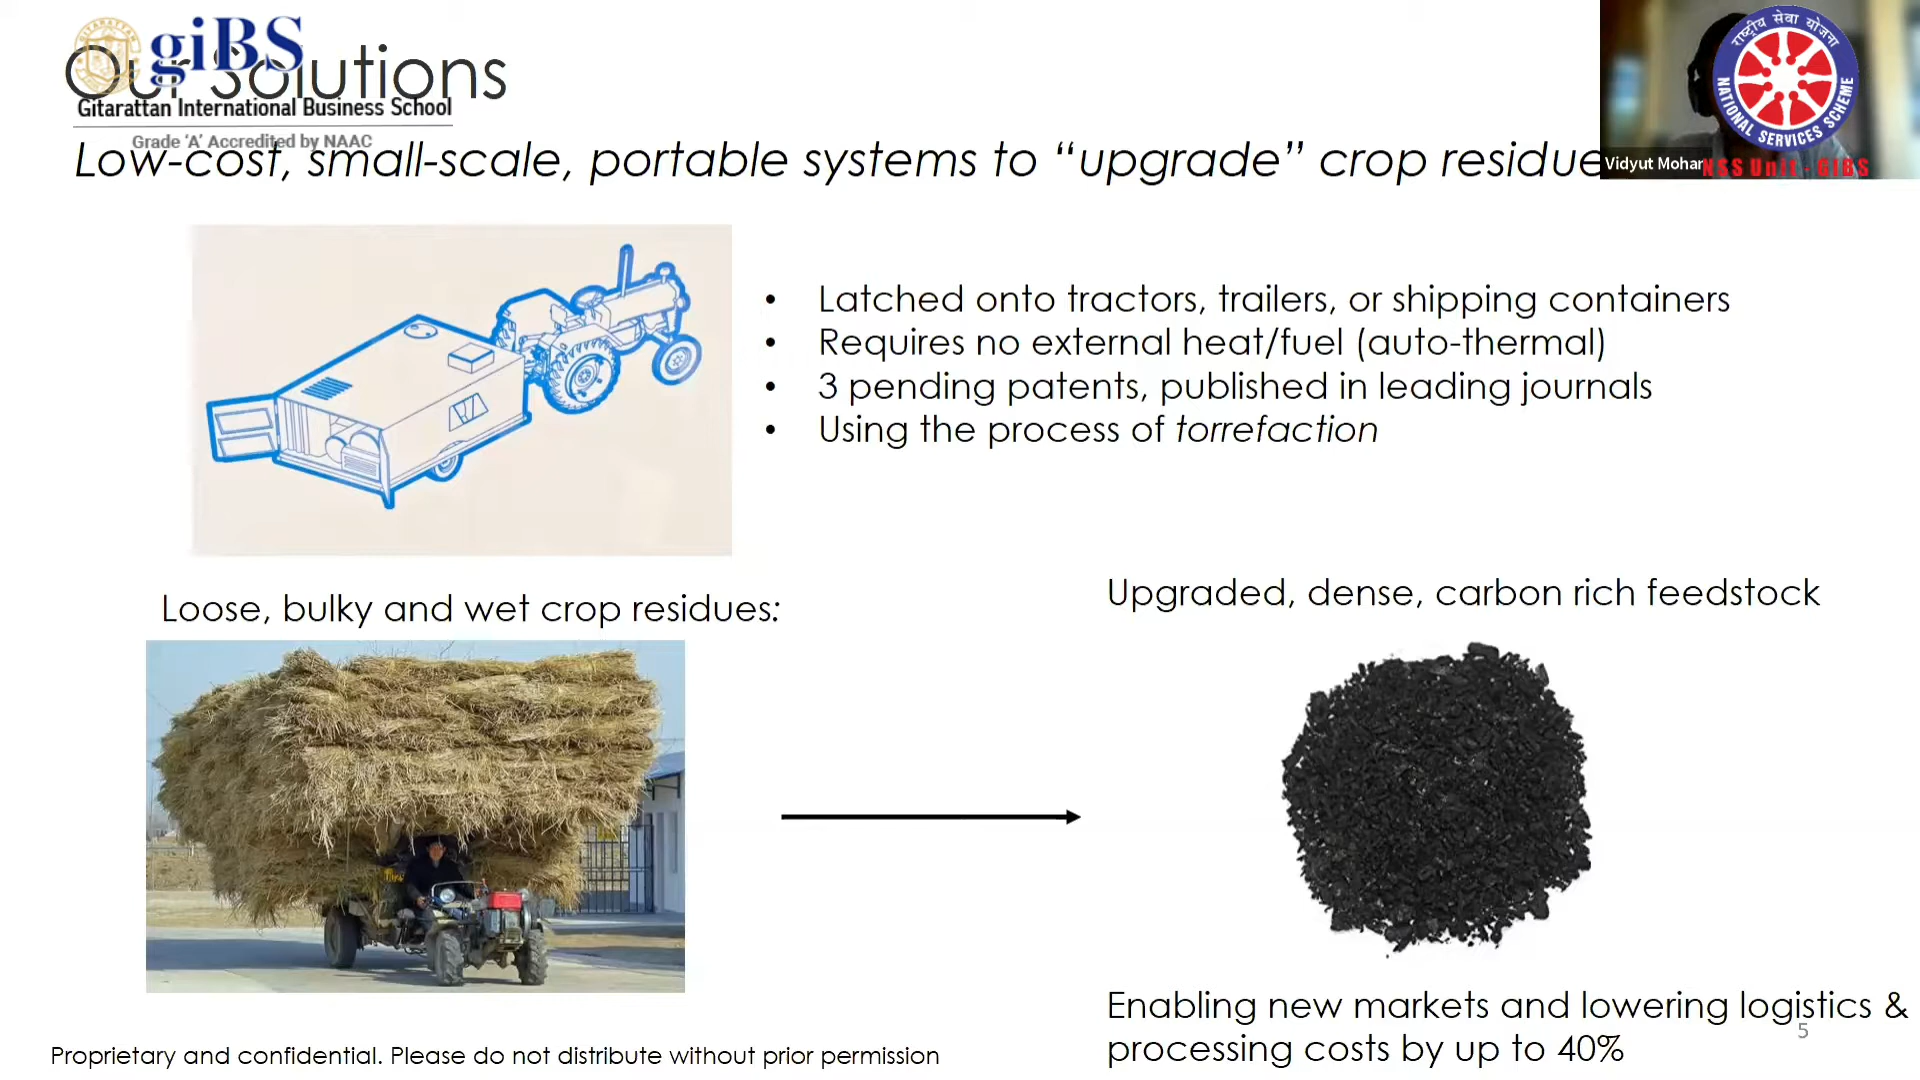 giBS
Our Solutions
Gitarattan International Business School
Grade 'A' Accredited by NAAC
Low-cost, small-scale, portable systems to “upgrade” crop residue
राष्ट्रीय सेवा योजना
NATIONAL SERVICES SCHEME
Vidyut Mohan
NSS Unit - GIBS
• Latched onto tractors, trailers, or shipping containers
• Requires no external heat/fuel (auto-thermal)
• 3 pending patents, published in leading journals
• Using the process of torrefaction
Loose, bulky and wet crop residues:
Upgraded, dense, carbon rich feedstock
Enabling new markets and lowering logistics &
processing costs by up to 40%
5
Proprietary and confidential. Please do not distribute without prior permission